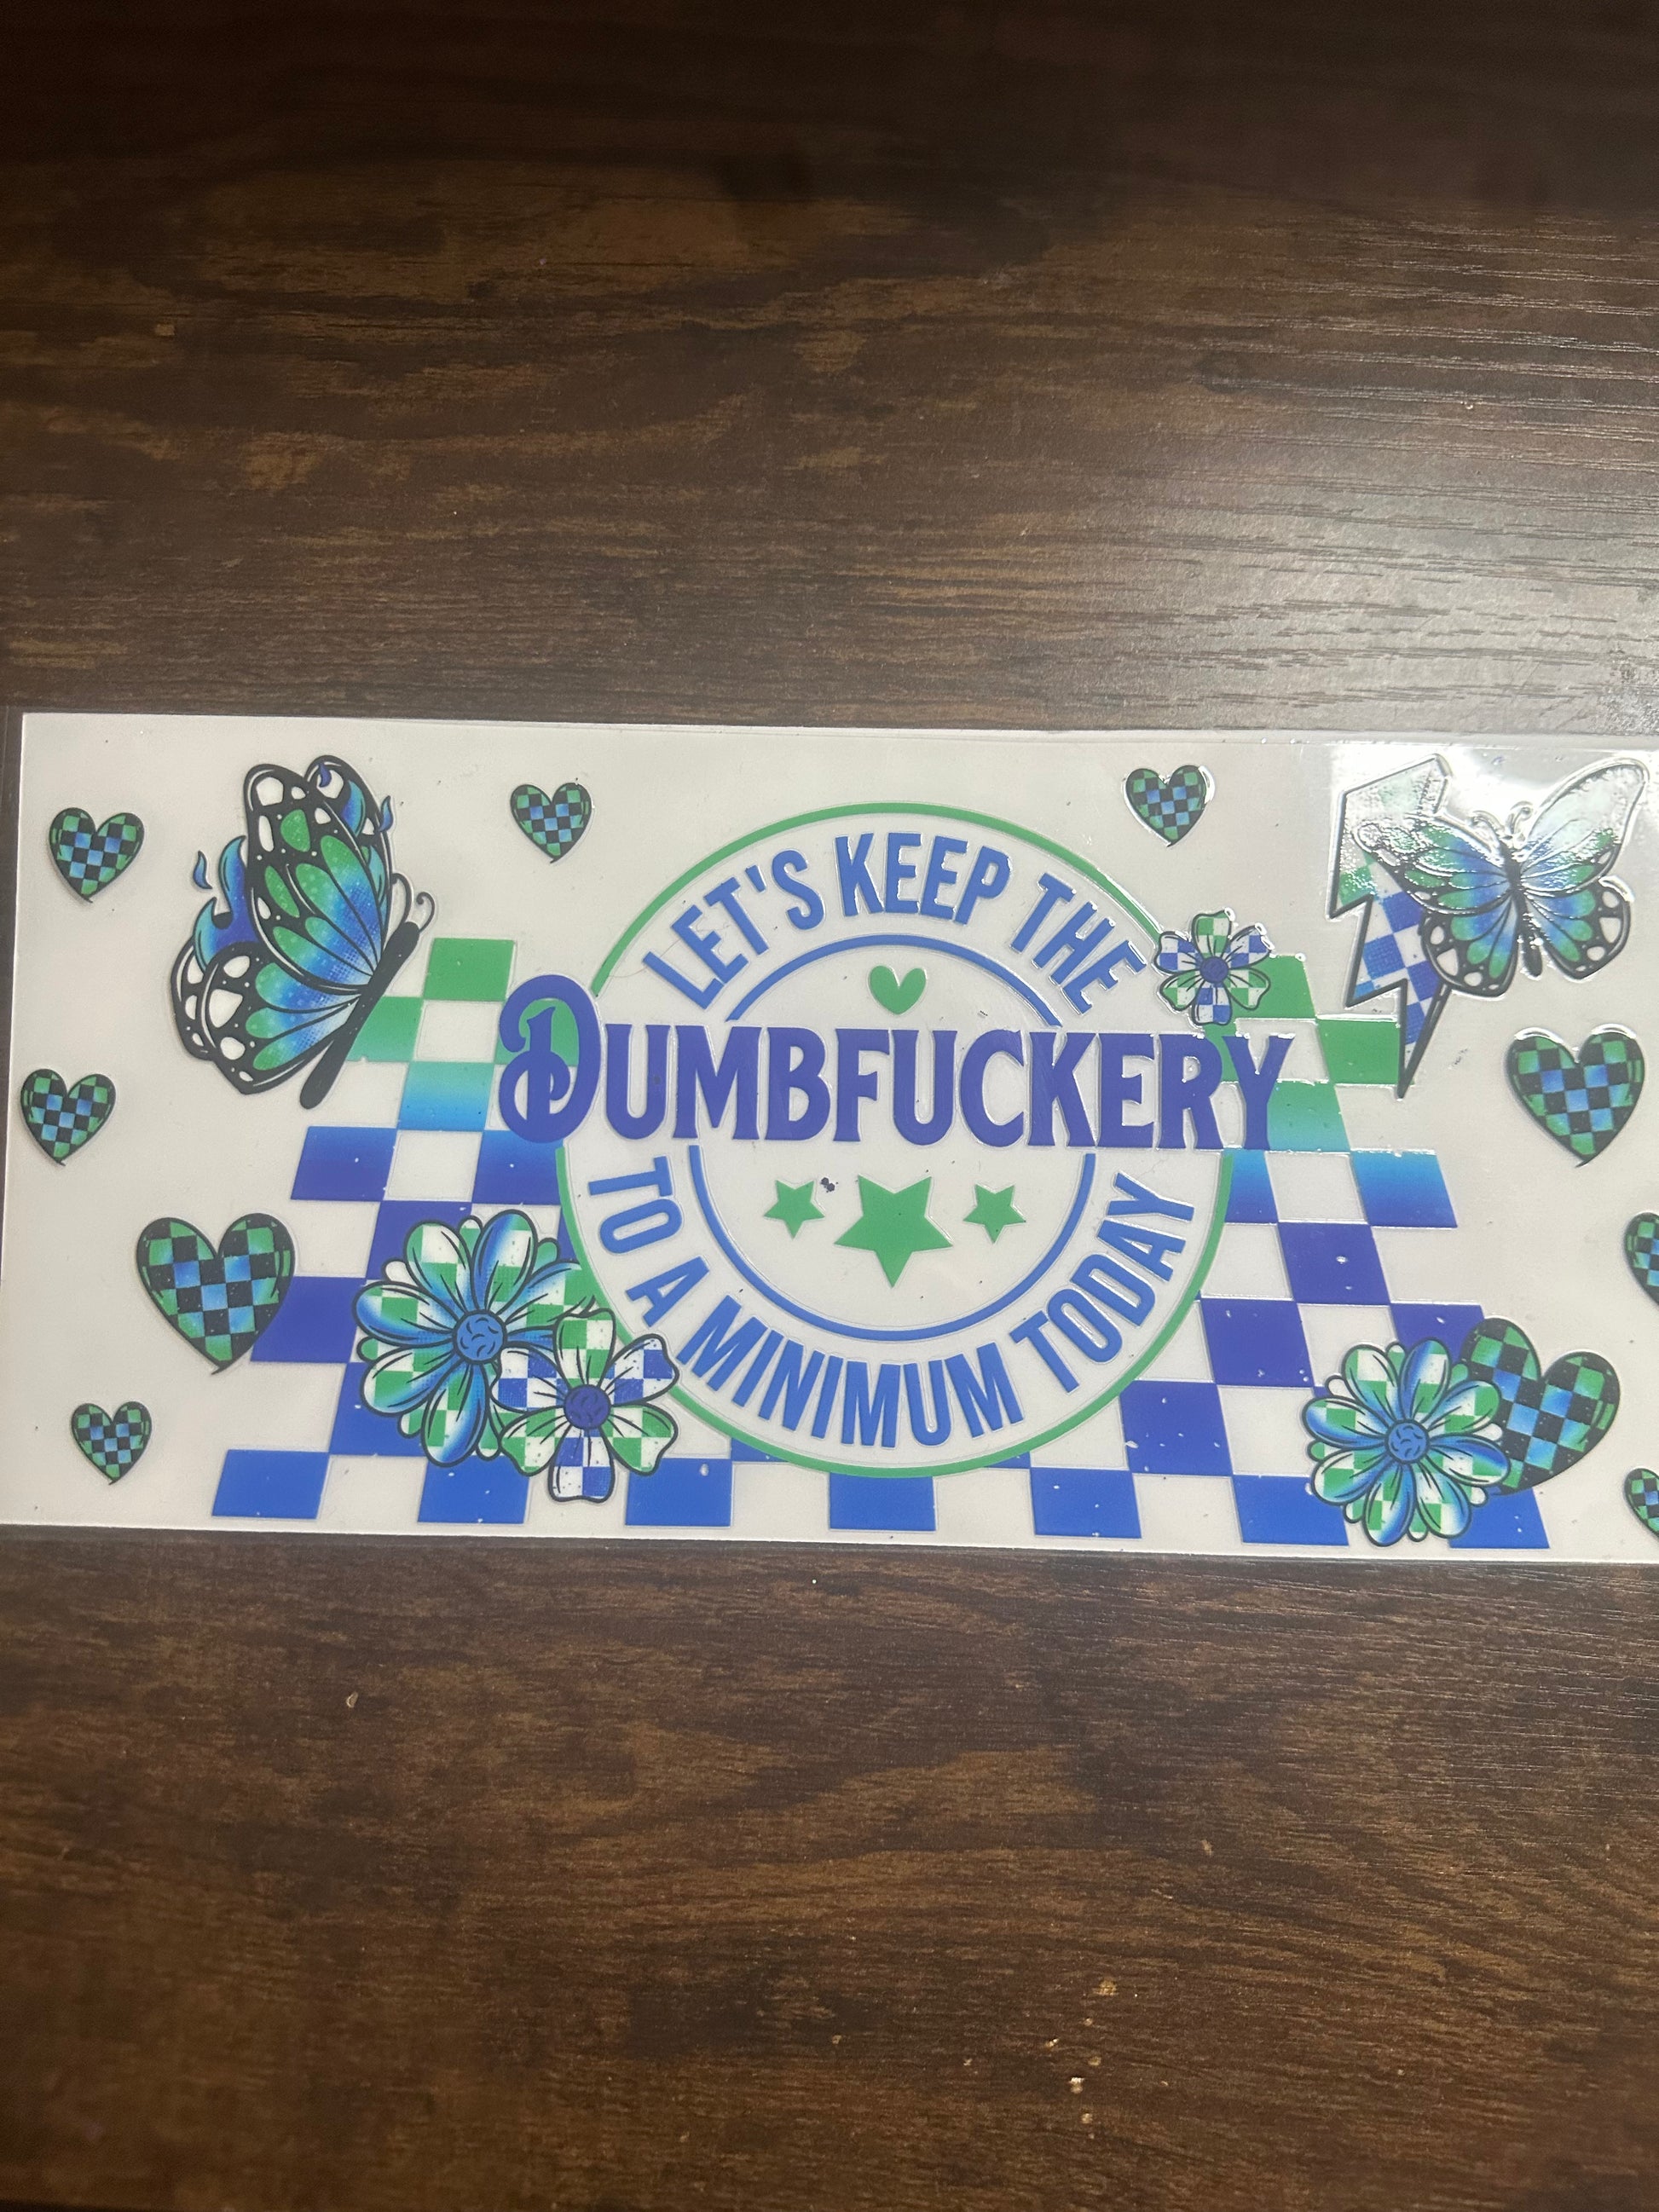 LET'S KEEP THE
DUMBFUCKERY
TO A MINIMUM TODAY